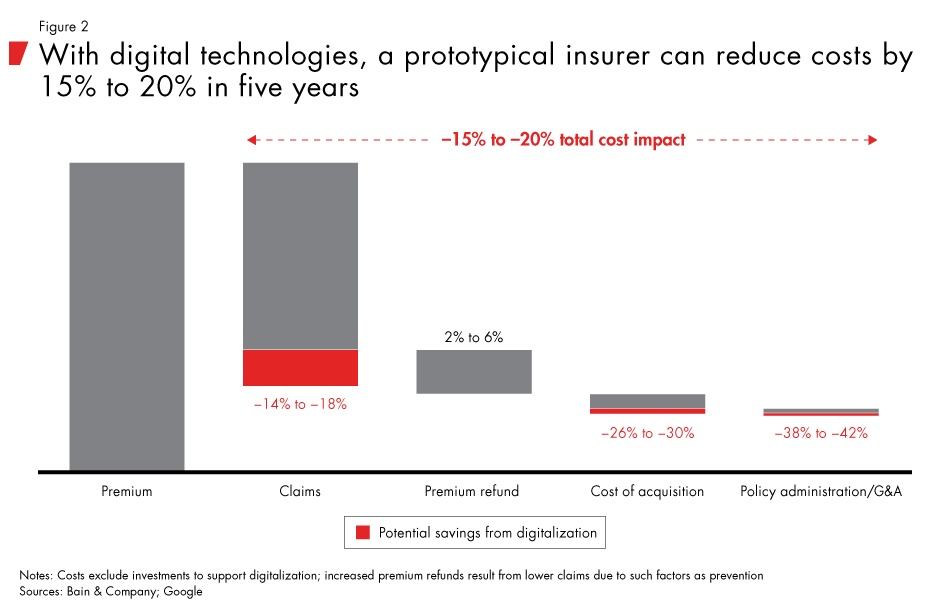 Figure 2
With digital technologies, a prototypical insurer can reduce costs by
15% to 20% in five years
–15% to –20% total cost impact
2% to 6%
–14% to –18%
–26% to –30%
–38% to –42%
Premium
Claims
Premium refund
Cost of acquisition
Policy administration/G&A
Potential savings from digitalization
Notes: Costs exclude investments to support digitalization; increased premium refunds result from lower claims due to such factors as prevention
Sources: Bain & Company; Google